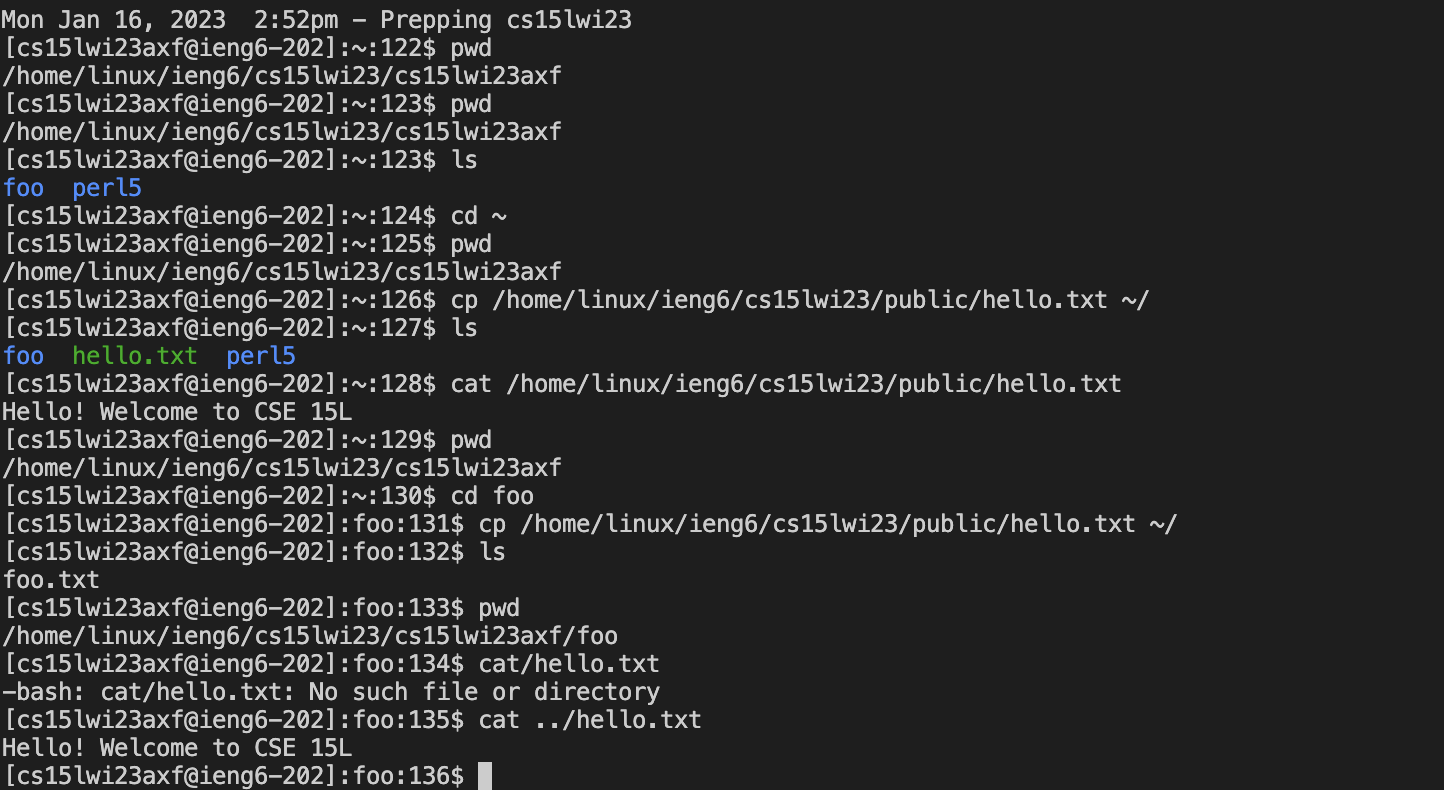 Mon Jan 16, 2023  2:52pm - Prepping cs15lwi23
[cs15lwi23axf@ieng6-202]:~:122$ pwd
/home/linux/ieng6/cs15lwi23/cs15lwi23axf
[cs15lwi23axf@ieng6-202]:~:123$ pwd
/home/linux/ieng6/cs15lwi23/cs15lwi23axf
[cs15lwi23axf@ieng6-202]:~:123$ ls
foo  perl5
[cs15lwi23axf@ieng6-202]:~:124$ cd ~
[cs15lwi23axf@ieng6-202]:~:125$ pwd
/home/linux/ieng6/cs15lwi23/cs15lwi23axf
[cs15lwi23axf@ieng6-202]:~:126$ cp /home/linux/ieng6/cs15lwi23/public/hello.txt ~/
[cs15lwi23axf@ieng6-202]:~:127$ ls
foo  hello.txt  perl5
[cs15lwi23axf@ieng6-202]:~:128$ cat /home/linux/ieng6/cs15lwi23/public/hello.txt
Hello! Welcome to CSE 15L
[cs15lwi23axf@ieng6-202]:~:129$ pwd
/home/linux/ieng6/cs15lwi23/cs15lwi23axf
[cs15lwi23axf@ieng6-202]:~:130$ cd foo
[cs15lwi23axf@ieng6-202]:foo:131$ cp /home/linux/ieng6/cs15lwi23/public/hello.txt ~/
[cs15lwi23axf@ieng6-202]:foo:132$ ls
foo.txt
[cs15lwi23axf@ieng6-202]:foo:133$ pwd
/home/linux/ieng6/cs15lwi23/cs15lwi23axf/foo
[cs15lwi23axf@ieng6-202]:foo:134$ cat/hello.txt
-bash: cat/hello.txt: No such file or directory
[cs15lwi23axf@ieng6-202]:foo:135$ cat ../hello.txt
Hello! Welcome to CSE 15L
[cs15lwi23axf@ieng6-202]:foo:136$